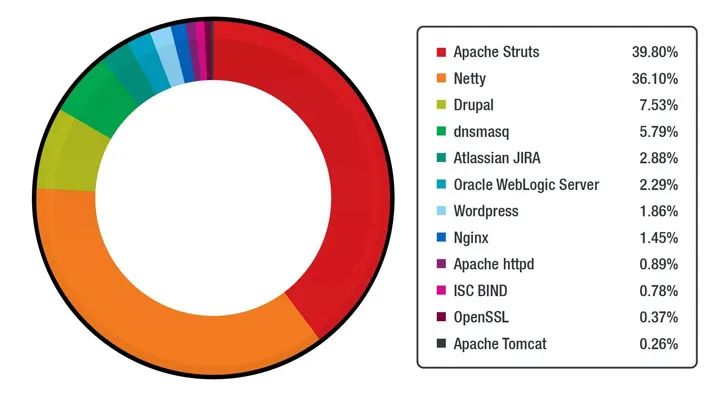 Apache Struts 39.80%
Netty 36.10%
Drupal 7.53%
dnsmasq 5.79%
Atlassian JIRA 2.88%
Oracle WebLogic Server 2.29%
Wordpress 1.86%
Nginx 1.45%
Apache httpd 0.89%
ISC BIND 0.78%
OpenSSL 0.37%
Apache Tomcat 0.26%